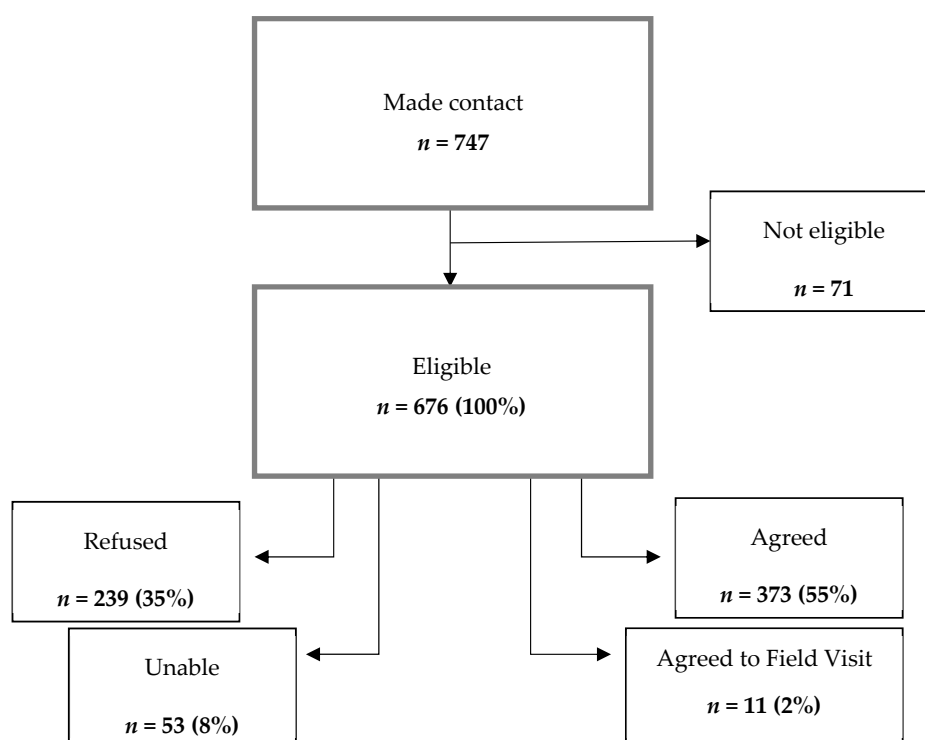 Made contact
n = 747
Not eligible
n = 71
Eligible
n = 676 (100%)
Refused
n = 239 (35%)
Agreed
n = 373 (55%)
Unable
n = 53 (8%)
Agreed to Field Visit
n = 11 (2%)